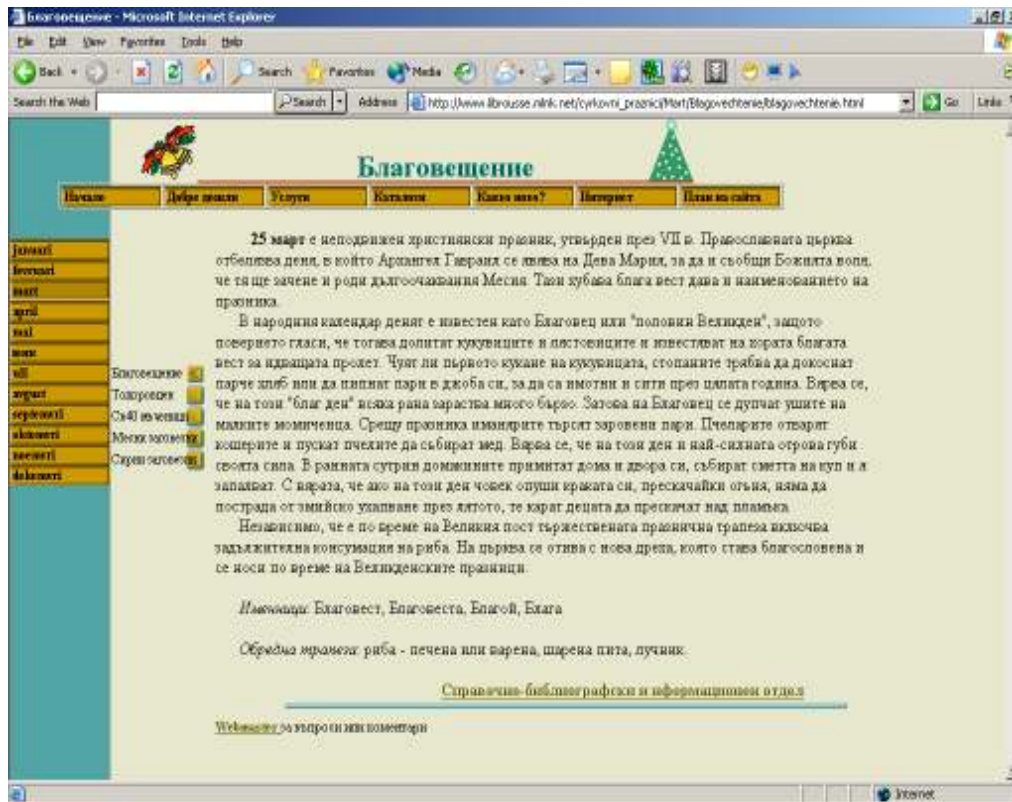 Благовещение - Microsoft Internet Explorer
File Edit View Favorites Tools Help
Back Search Favorites Media
Search the Web Search Address http://www.librousse.nilnk.net/cyrkovni_praznici/Mart/Blagovechtenie/blagovechtenie.html Go Links
Благовещение
Начало Добре дошли Услуги Каталози Какво ново? Интернет План на сайта
januari
fevruari
mart
april
mai
juni
uli
avgust
septemvri
oktomvri
noemvri
dekemvri
Благовещение
Тодоровден
Св40 мъченици
Месни заговезни
Сирни заговезни
25 март е неподвижен християнски празник, утвърден през VII в. Православната църква
отбелязва деня, в който Архангел Гавраил се явява на Дева Мария, за да и съобщи Божията воля,
че тя ще зачене и роди дългоочаквания Месия. Тази хубава блага вест дава и наименованието на
празника.
В народния календар денят е известен като Благовец или "половин Великден", защото
поверието гласи, че тогава долитат кукувиците и лястовиците и известяват на хората благата
вест за идващата пролет. Чуят ли първото кукане на кукувицата, стопаните трябва да докоснат
парче хляб или да пипнат пари в джоба си, за да са имотни и сити през цялата година. Вярва се,
че на този "благ ден" всяка рана зараства много бързо. Затова на Благовец се дупчат ушите на
малките момиченца. Срещу празника иманярите търсят заровени пари. Пчеларите отварят
кошерите и пускат пчелите да събират мед. Вярва се, че на този ден и най-силната отрова губи
своята сила. В ранната сутрин домакините примитат дома и двора си, събират сметта на куп и я
запалват. С вярата, че ако на този ден човек опуши краката си, прескачайки огъня, няма да
пострада от змийско ухапване през лятото, те карат децата да прескачат над пламъка.
Независимо, че е по време на Великия пост тържествената празнична трапеза включва
задължителна консумация на риба. На църква се отива с нова дреха, която става благословена и
се носи по време на Великденските празници.
Именници: Благовест, Благовеста, Благой, Блага
Обредна трапеза: риба - печена или варена, шарена пита, лучник.
Справочно-библиографски и иформационен отдел
Webmaster за въпроси или коментари
Internet